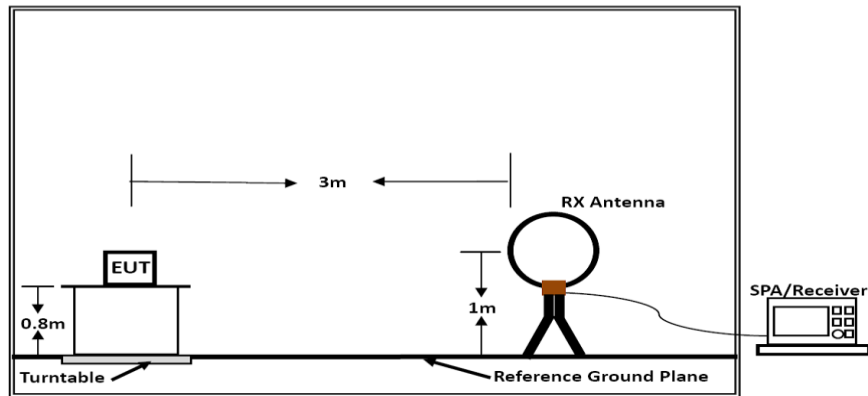 3m
RX Antenna
EUT
SPA/Receiver
0.8m
1m
Turntable
Reference Ground Plane